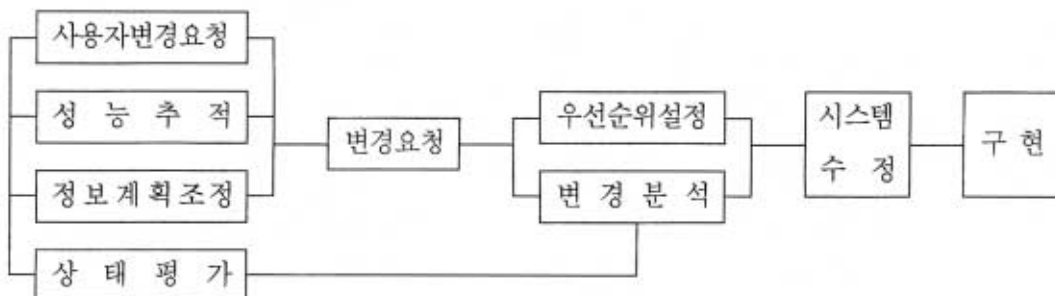 사용자변경요청
성 능 추 적
정보계획조정
상 태 평 가
변경요청
우선순위설정
변 경 분 석
시스템
수 정
구 현